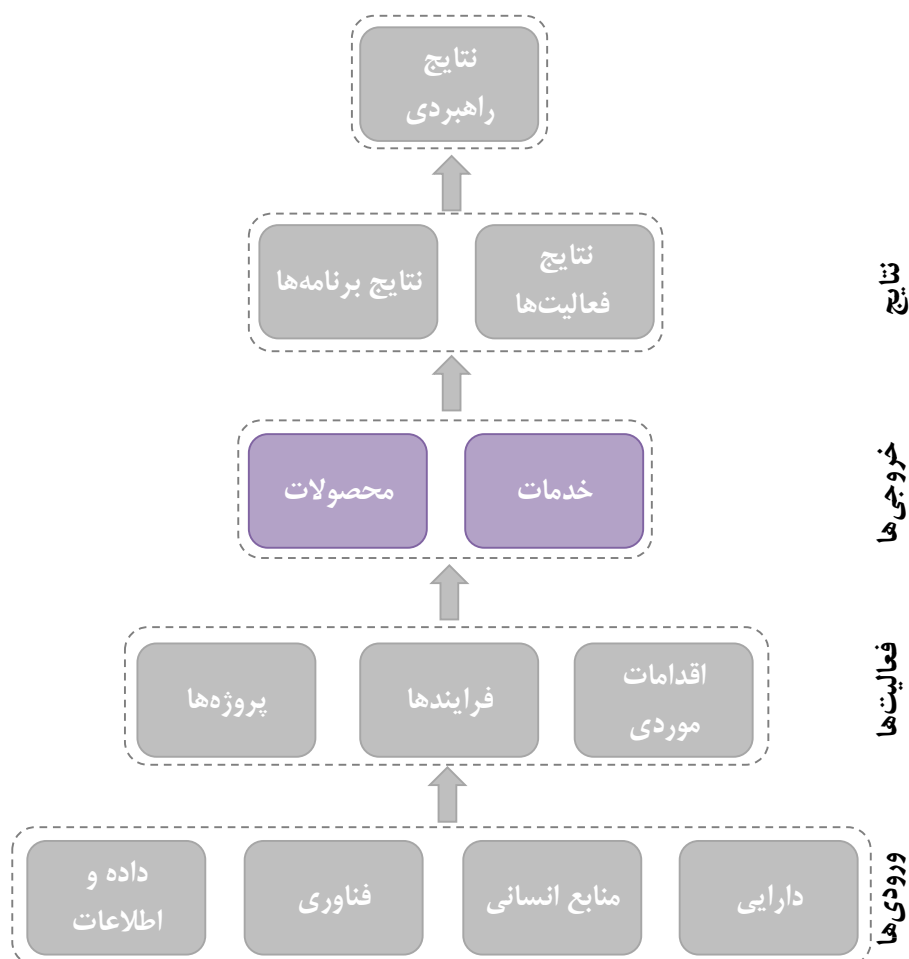 نتایج
راهبردی
نتایج
نتایج
فعالیت‌ها
نتایج برنامه‌ها
خروجی‌ها
خدمات
محصولات
فعالیت‌ها
اقدامات
موردی
فرایندها
پروژه‌ها
ورودی‌ها
دارایی
منابع انسانی
فناوری
داده و
اطلاعات